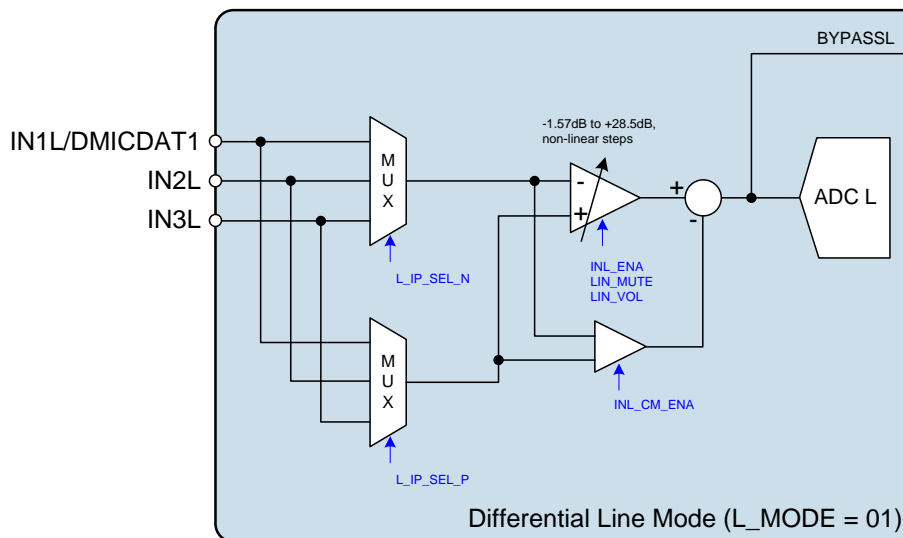 BYPASSL
-1.57dB to +28.5dB,
non-linear steps
IN1L/DMICDAT1
IN2L
IN3L
M
U
X
-
+
+
-
ADC L
L_IP_SEL_N
INL_ENA
LIN_MUTE
LIN_VOL
M
U
X
INL_CM_ENA
L_IP_SEL_P
Differential Line Mode (L_MODE = 01)